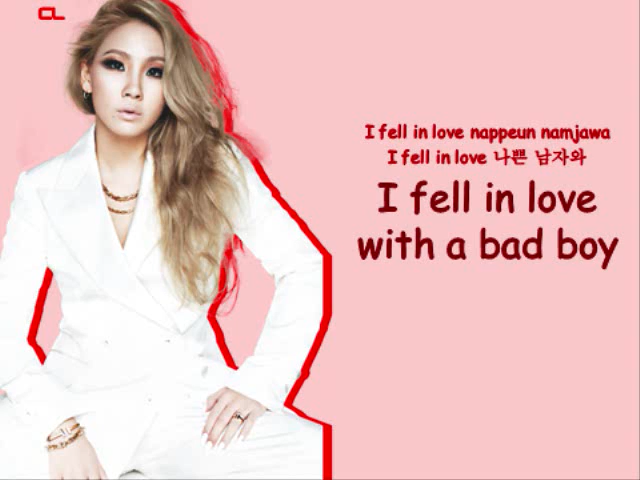 CL
I fell in love nappeun namjawa
I fell in love 나쁜 남자와
I fell in love
with a bad boy